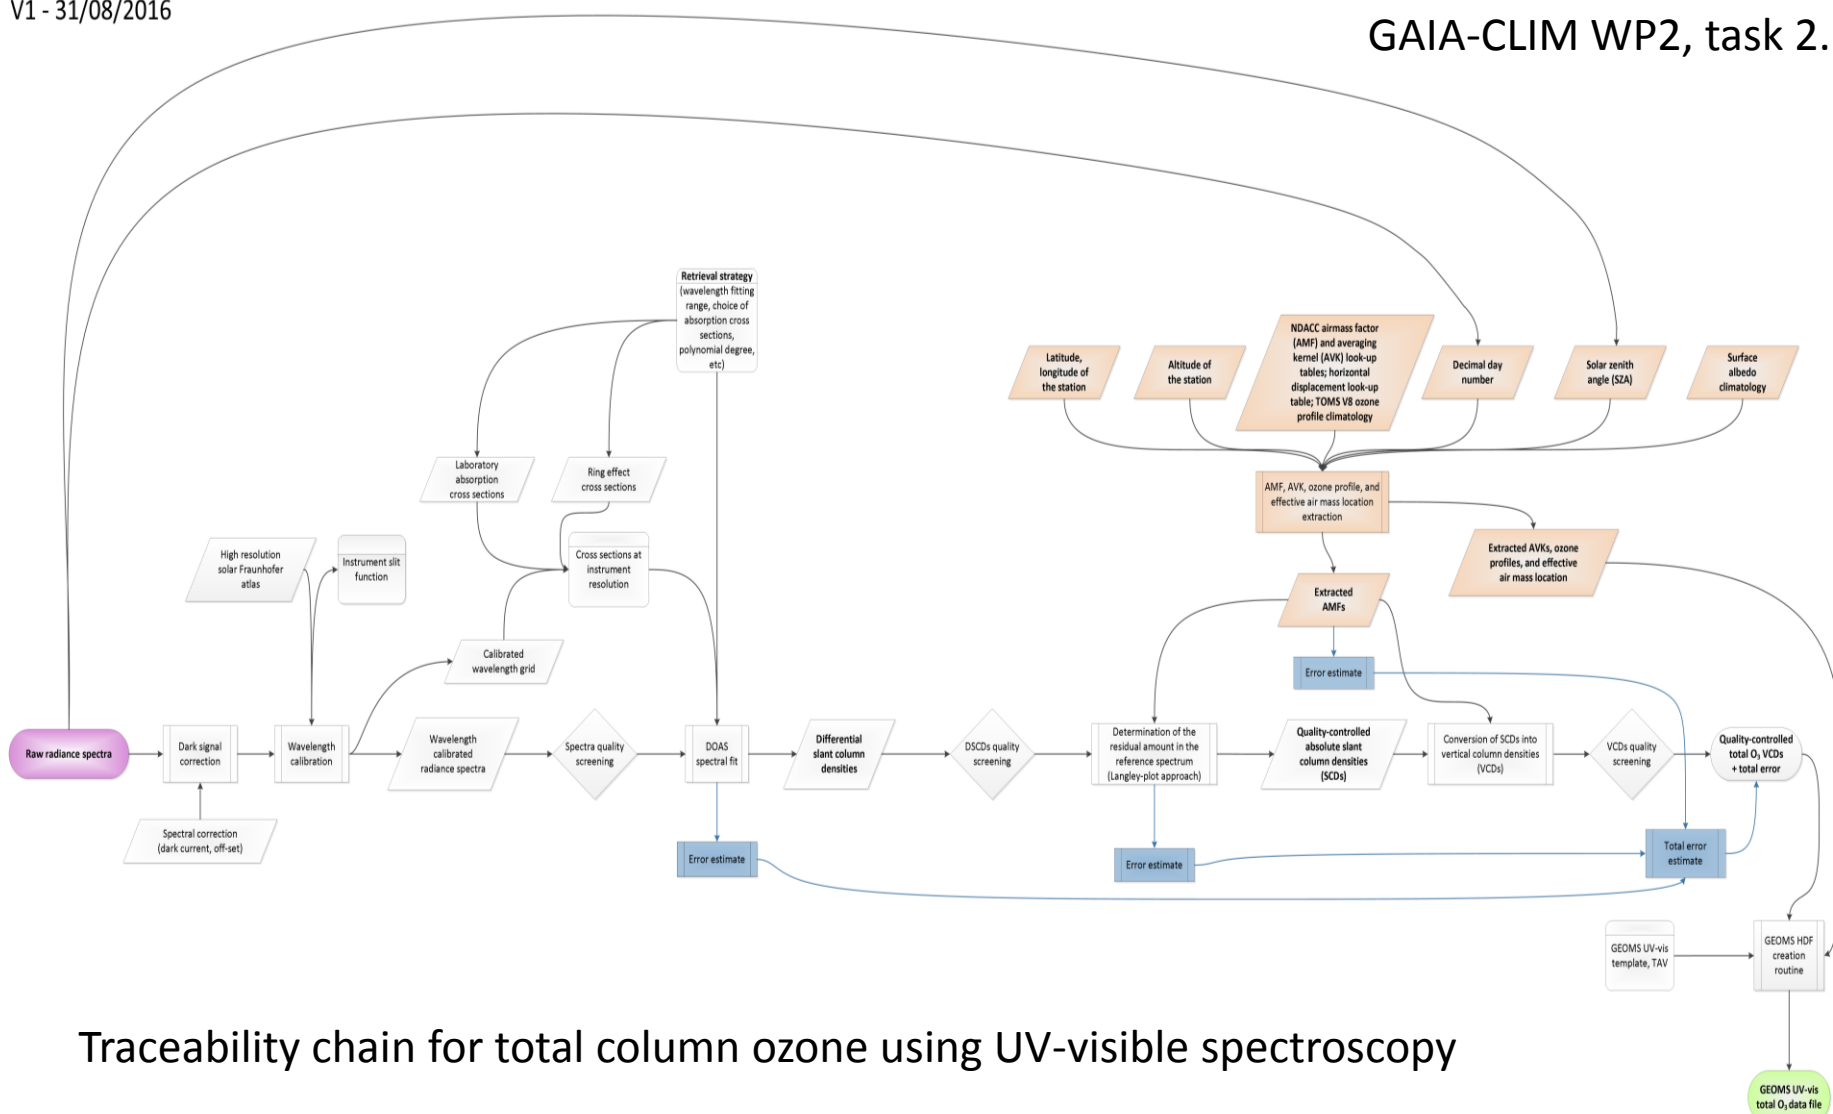 V1 - 31/08/2016
GAIA-CLIM WP2, task 2.
Retrieval strategy
(wavelength fitting
range, choice of
absorption cross
sections,
polynomial degree,
etc)
Latitude,
longitude of
the station
Altitude of
the station
NDACC airmass factor
(AMF) and averaging
kernel (AVK) look-up
tables; horizontal
displacement look-up
table; TOMS V8 ozone
profile climatology
Decimal day
number
Solar zenith
angle (SZA)
Surface
albedo
climatology
Laboratory
absorption
cross sections
Ring effect
cross sections
AMF, AVK, ozone profile, and
effective air mass location
extraction
High resolution
solar Fraunhofer
atlas
Instrument slit
function
Cross sections at
instrument
resolution
Extracted AVKs, ozone
profiles, and effective
air mass location
Extracted
AMFs
Calibrated
wavelength grid
Error estimate
Raw radiance spectra
Dark signal
correction
Wavelength
calibration
Wavelength
calibrated
radiance spectra
Spectra quality
screening
DOAS
spectral fit
Differential
slant column
densities
DSCDs quality
screening
Determination of the
residual amount in the
reference spectrum
(Langley-plot approach)
Quality-controlled
absolute slant
column densities
(SCDs)
Conversion of SCDs into
vertical column densities
(VCDs)
VCDs quality
screening
Quality-controlled
total O₃ VCDs
+ total error
Spectral correction
(dark current, off-set)
Error estimate
Error estimate
Total error
estimate
GEOMS UV-vis
template, TAV
GEOMS HDF
creation
routine
Traceability chain for total column ozone using UV-visible spectroscopy
GEOMS UV-vis
total O₃ data file